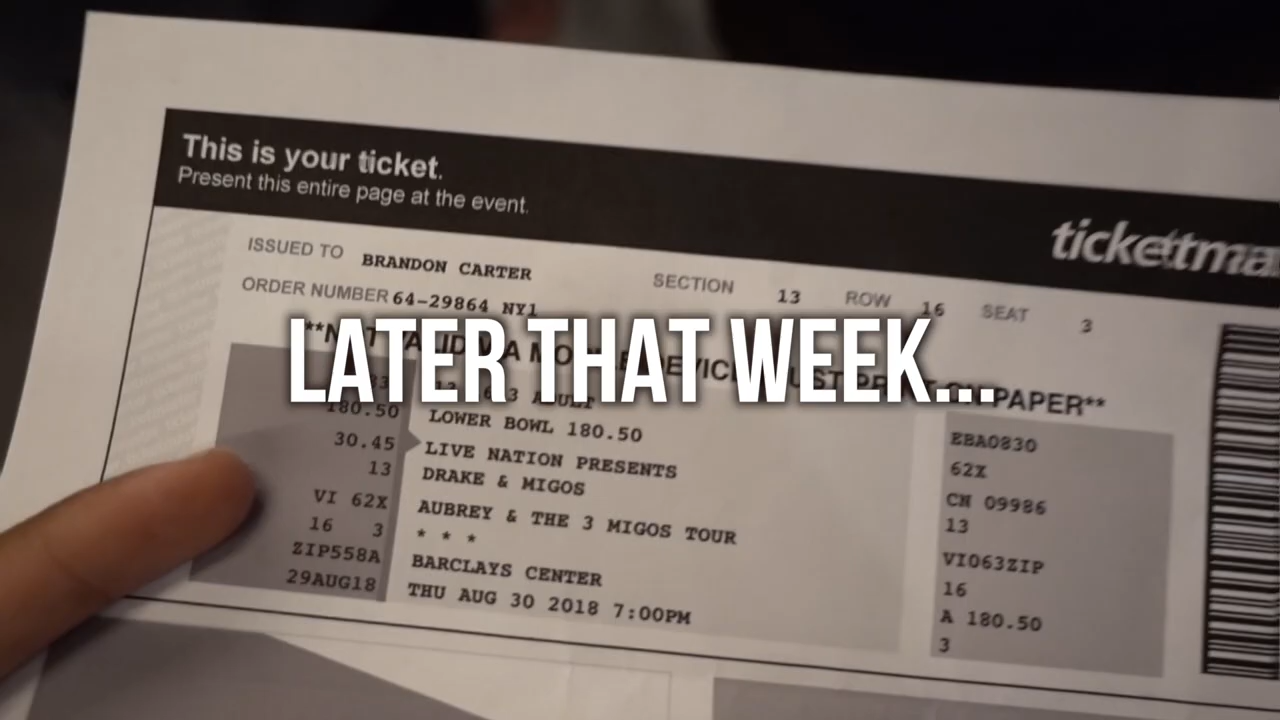 This is your ticket.
Present this entire page at the event.
ticketma
ISSUED TO BRANDON CARTER
SECTION 13 ROW 16 SEAT 3
ORDER NUMBER 64-29864 NY1
PAPER**
LATER THAT WEEK...
180.50
30.45
13
VI 62X
16 3
ZIP558A
29AUG18
LOWER BOWL 180.50
LIVE NATION PRESENTS
DRAKE & MIGOS
AUBREY & THE 3 MIGOS TOUR
* * *
BARCLAYS CENTER
THU AUG 30 2018 7:00PM
EBA0830
62X
CN 09986
13
VI063ZIP
16
A 180.50
3